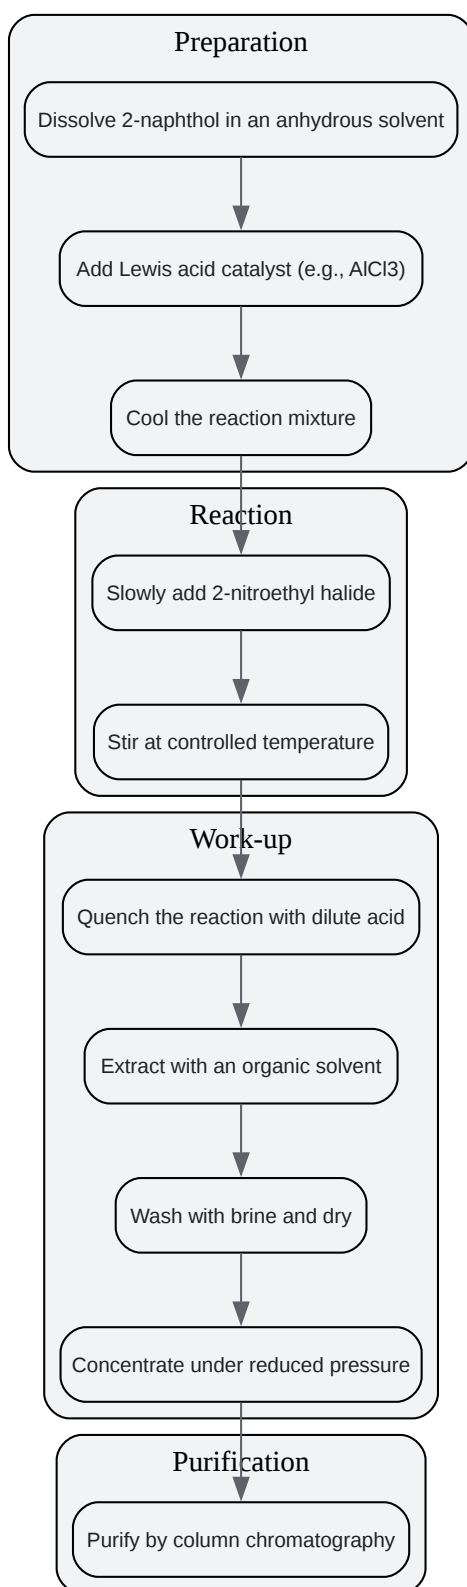 Preparation
Dissolve 2-naphthol in an anhydrous solvent
Add Lewis acid catalyst (e.g., AlCl3)
Cool the reaction mixture
Reaction
Slowly add 2-nitroethyl halide
Stir at controlled temperature
Work-up
Quench the reaction with dilute acid
Extract with an organic solvent
Wash with brine and dry
Concentrate under reduced pressure
Purification
Purify by column chromatography